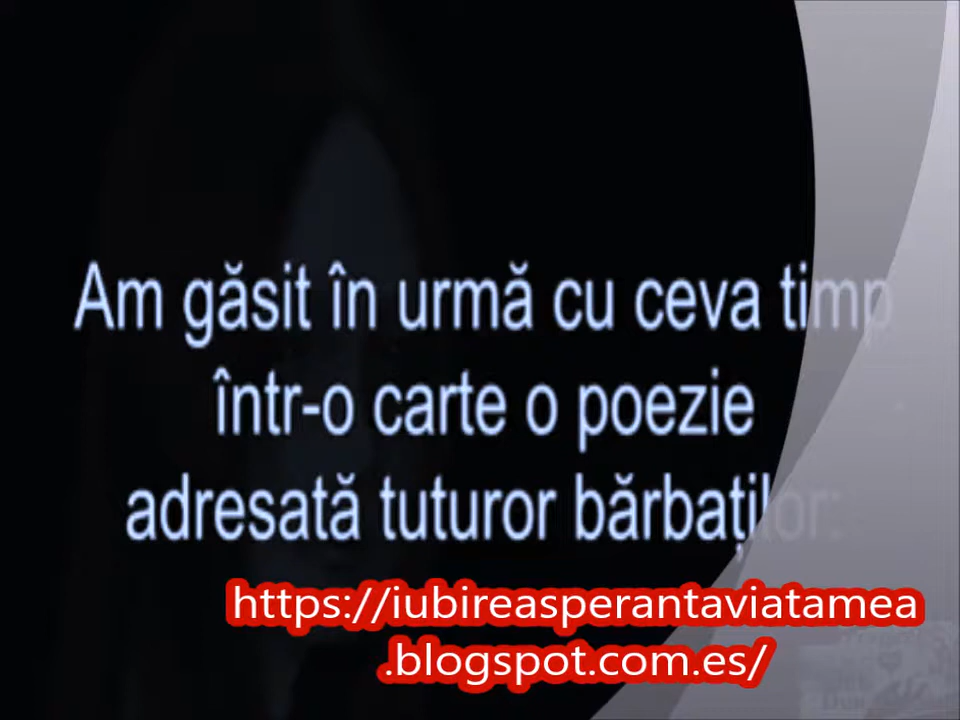 Am găsit în urmă cu ceva timp
într-o carte o poezie
adresată tuturor bărbaților:
https://iubireasperantaviatamea
.blogspot.com.es/